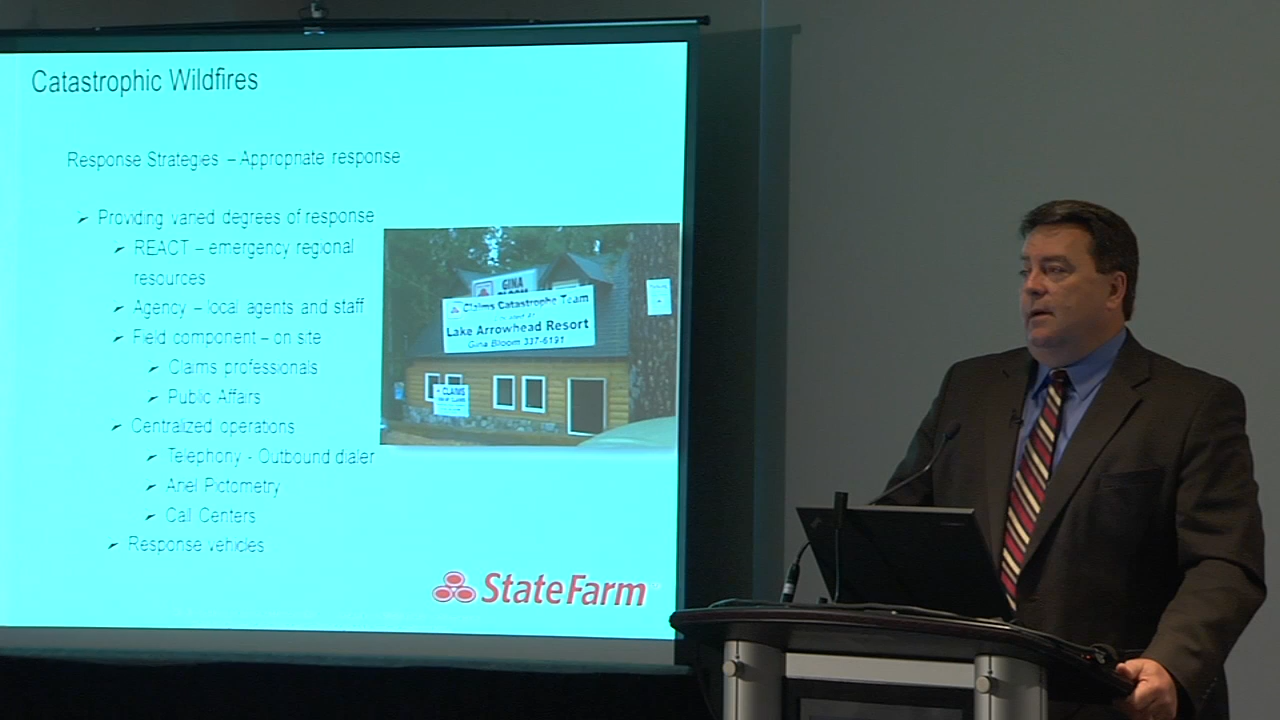 Catastrophic Wildfires
Response Strategies – Appropriate response
Providing varied degrees of response
REACT – emergency regional
resources
Agency – local agents and staff
Field component – on site
Claims professionals
Public Affairs
Centralized operations
Telephony - Outbound dialer
Ariel Pictometry
Call Centers
Response vehicles
GINA
BLOOM
Claims Catastrophe Team
Lake Arrowhead Resort
Gina Bloom 337-6191
CLAIMS
StateFarm